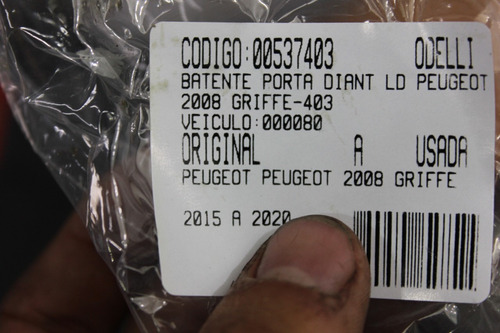 CODIGO:00537403 ODELLI
BATENTE PORTA DIANT LD PEUGEOT
2008 GRIFFE-403
VEICULO:000080
ORIGINAL A USADA
PEUGEOT PEUGEOT 2008 GRIFFE
2015 A 2020